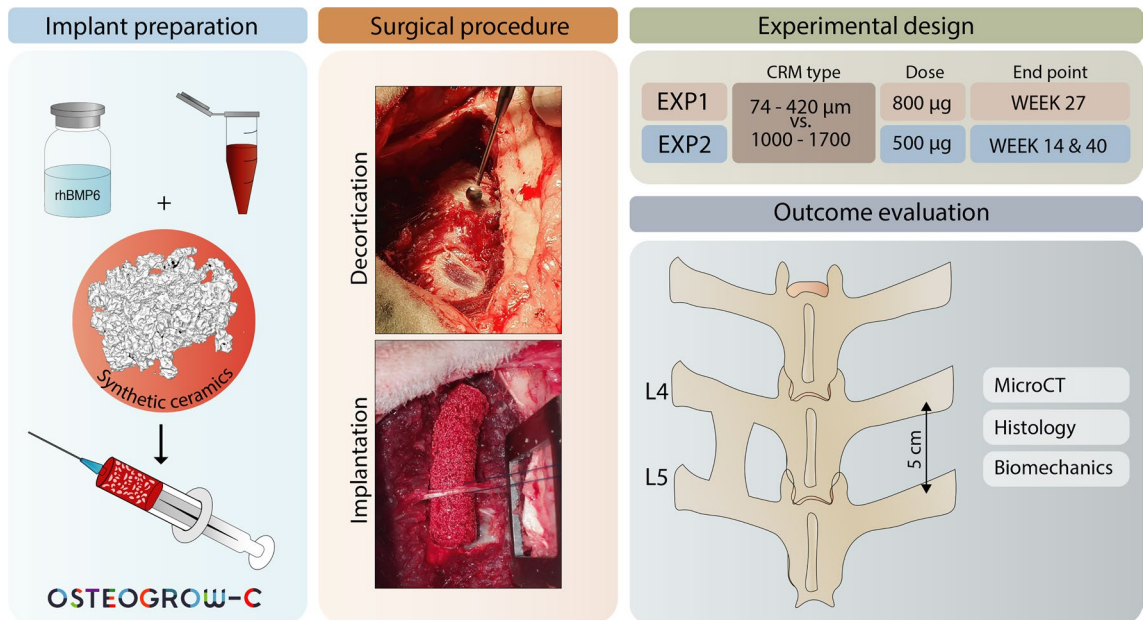 Implant preparation
rhBMP6
+
Synthetic ceramics
OSTEOGROW-C
Surgical procedure
Decortication
Implantation
Experimental design
CRM type
Dose
End point
EXP1
74 - 420 µm
vs.
1000 - 1700
800 µg
WEEK 27
EXP2
500 µg
WEEK 14 & 40
Outcome evaluation
L4
L5
5 cm
MicroCT
Histology
Biomechanics